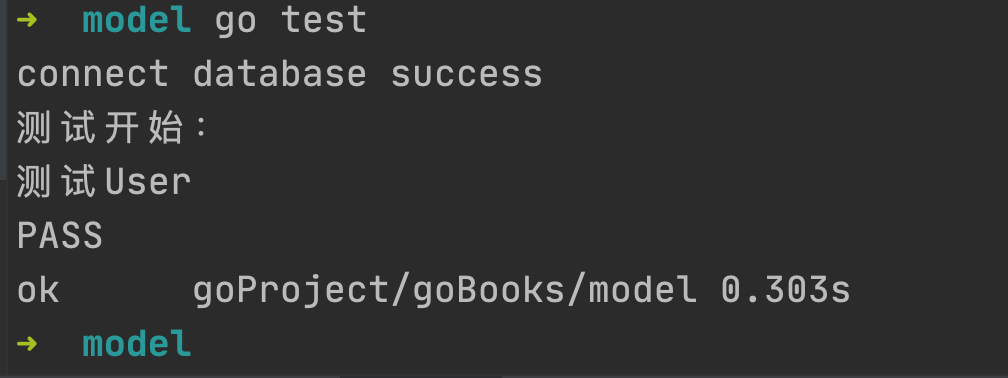 ➜ model go test
connect database success
测试开始：
测试User
PASS
ok goProject/goBooks/model 0.303s
➜ model